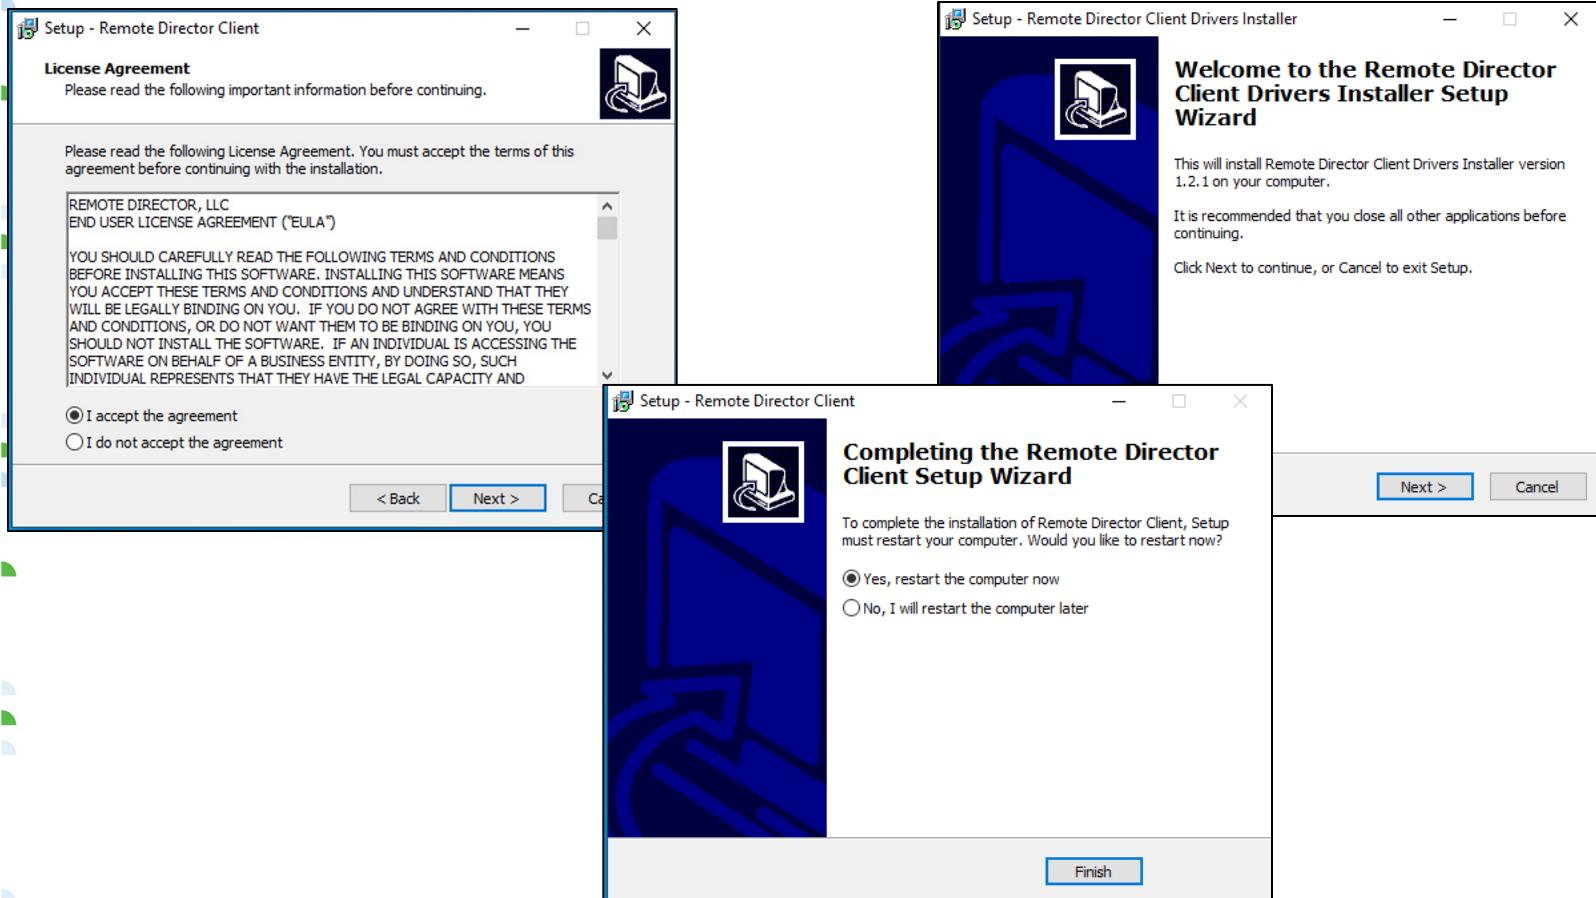 Setup - Remote Director Client
License Agreement
Please read the following important information before continuing.
Please read the following License Agreement. You must accept the terms of this
agreement before continuing with the installation.
REMOTE DIRECTOR, LLC
END USER LICENSE AGREEMENT ("EULA")
YOU SHOULD CAREFULLY READ THE FOLLOWING TERMS AND CONDITIONS
BEFORE INSTALLING THIS SOFTWARE. INSTALLING THIS SOFTWARE MEANS
YOU ACCEPT THESE TERMS AND CONDITIONS AND UNDERSTAND THAT THEY
WILL BE LEGALLY BINDING ON YOU.  IF YOU DO NOT AGREE WITH THESE TERMS
AND CONDITIONS, OR DO NOT WANT THEM TO BE BINDING ON YOU, YOU
SHOULD NOT INSTALL THE SOFTWARE.  IF AN INDIVIDUAL IS ACCESSING THE
SOFTWARE ON BEHALF OF A BUSINESS ENTITY, BY DOING SO, SUCH
INDIVIDUAL REPRESENTS THAT THEY HAVE THE LEGAL CAPACITY AND
I accept the agreement
I do not accept the agreement
< Back
Next >
Ca
Setup - Remote Director Client Drivers Installer
Welcome to the Remote Director
Client Drivers Installer Setup
Wizard
This will install Remote Director Client Drivers Installer version
1.2.1 on your computer.
It is recommended that you close all other applications before
continuing.
Click Next to continue, or Cancel to exit Setup.
Next >
Cancel
Setup - Remote Director Client
Completing the Remote Director
Client Setup Wizard
To complete the installation of Remote Director Client, Setup
must restart your computer. Would you like to restart now?
Yes, restart the computer now
No, I will restart the computer later
Finish